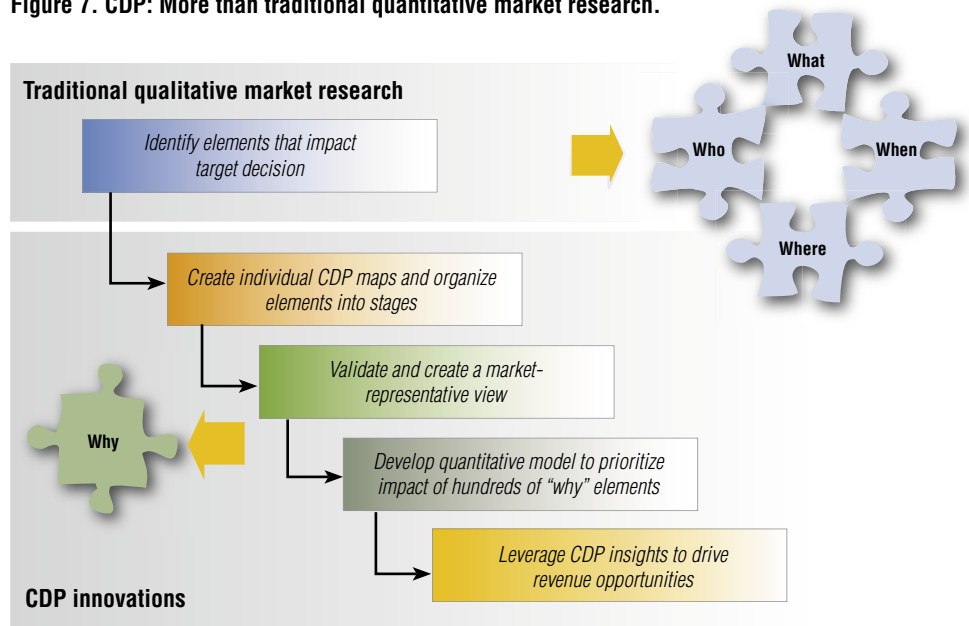 Figure 7. CDP: More than traditional quantitative market research.
Traditional qualitative market research
Identify elements that impact
target decision
What
Who
When
Where
Create individual CDP maps and organize
elements into stages
Validate and create a market-
representative view
Why
Develop quantitative model to prioritize
impact of hundreds of “why” elements
Leverage CDP insights to drive
revenue opportunities
CDP innovations